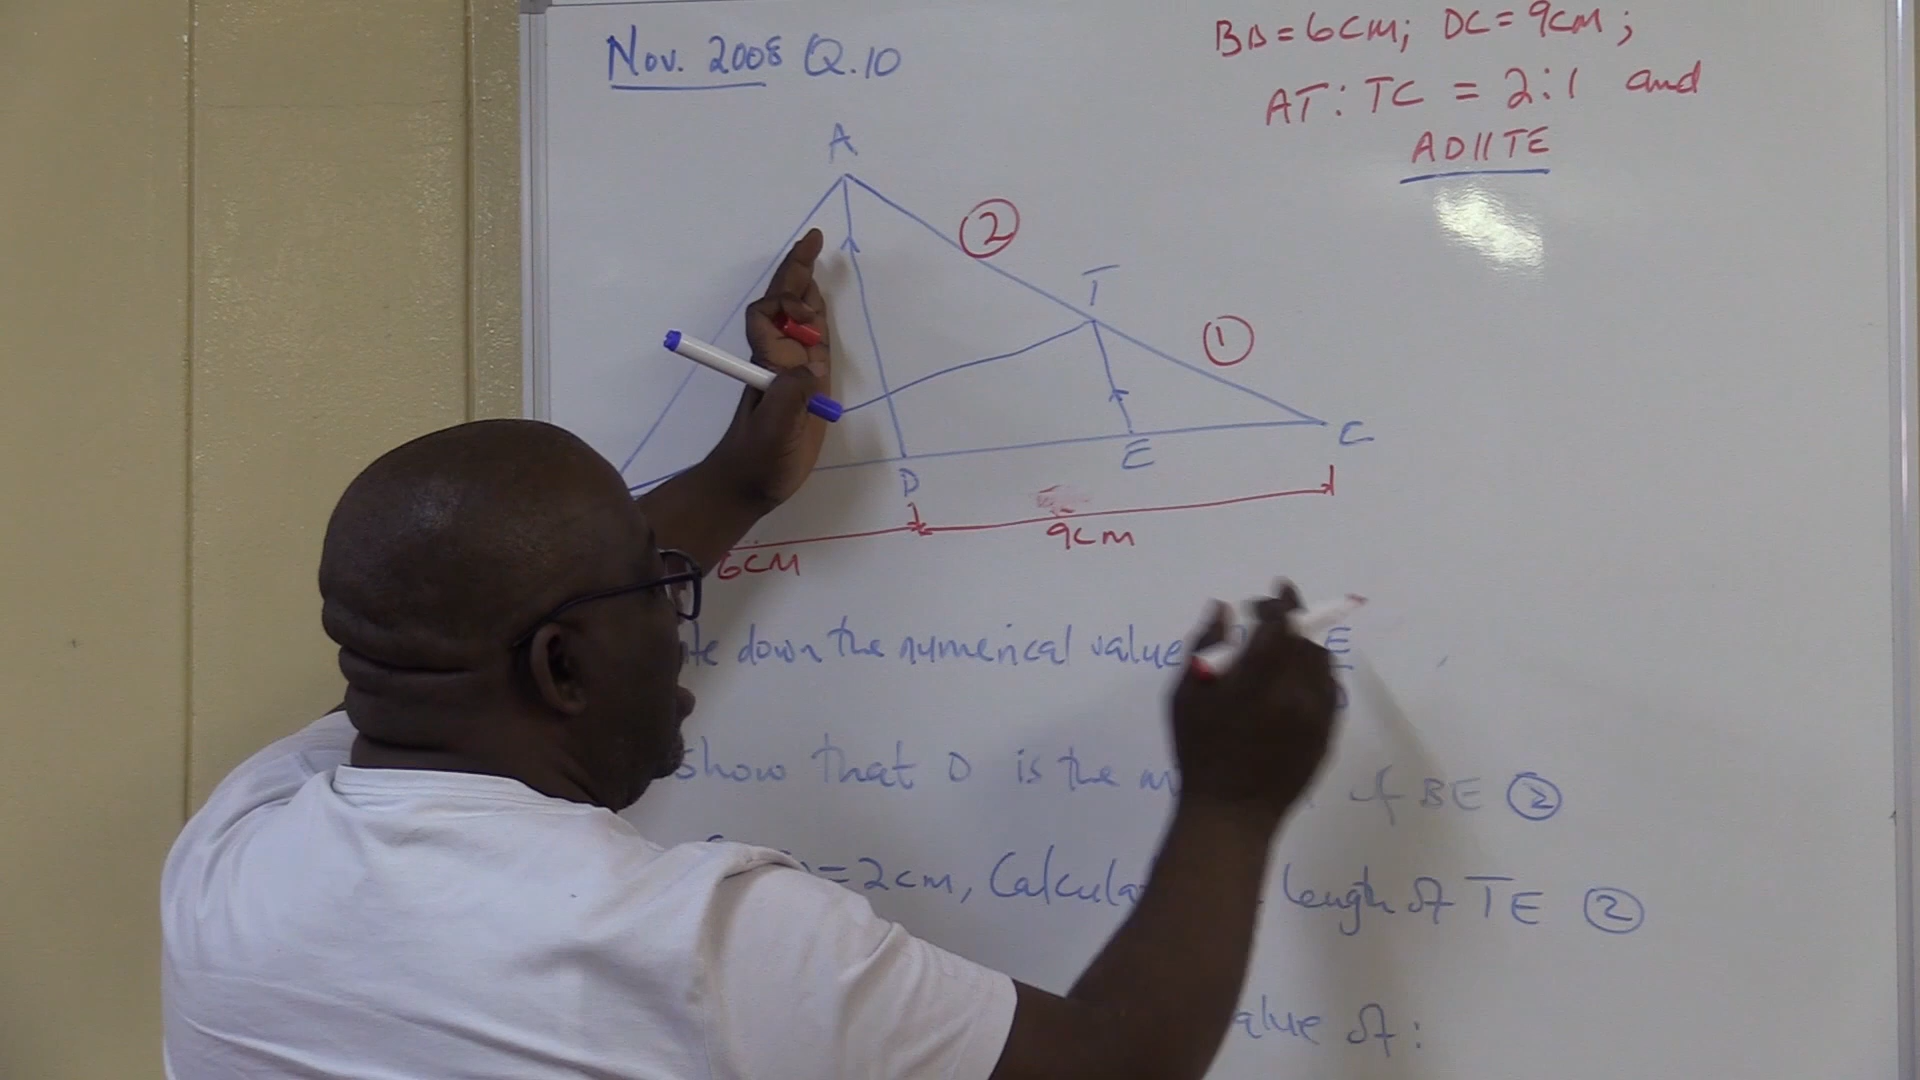 Nov. 2008 Q.10
BD = 6CM; DC = 9CM;
AT : TC = 2:1 and
AD // TE
A
2
T
1
C
E
D
9CM
6CM
down the numerical value
E
D
show that D is the of BE 2
= 2cm, Calcula length of TE 2
of: